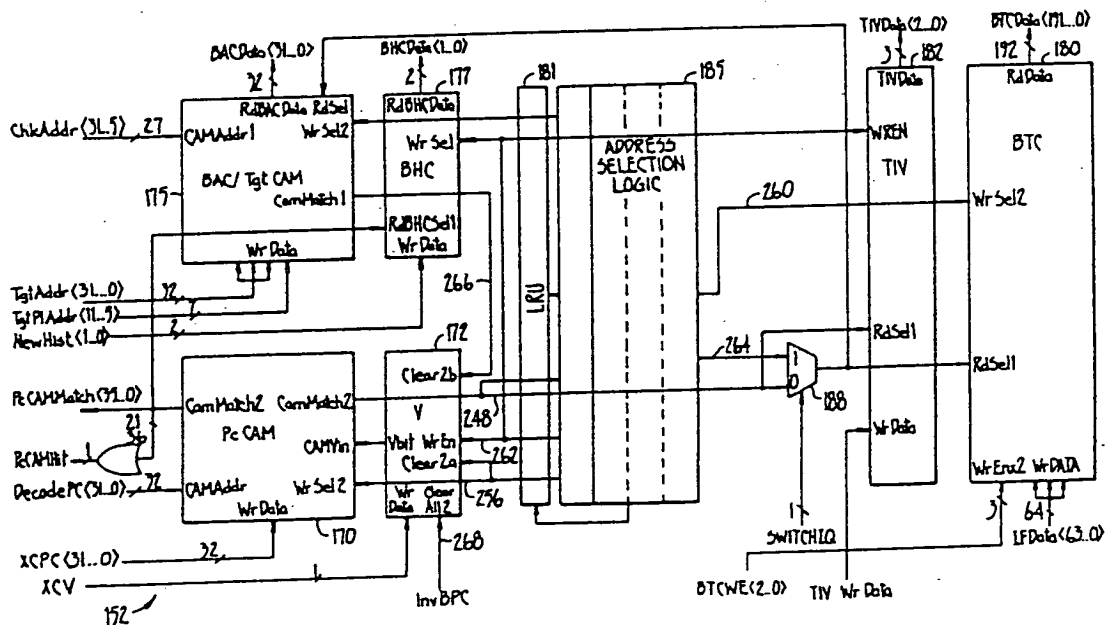 BACData⟨31..0⟩
BHCData⟨1..0⟩
TIVData⟨2..0⟩
BTCData⟨191..0⟩
32
2
177
181
185
3
182
192
180
RdBACData RdSel
RdBHCData
TIVData
RdData
ChkAddr⟨31..5⟩
27
CAMAddr1
WrSel2
WrSel
BHC
WREN
TIV
BTC
175
BAC/Tgt CAM
CamMatch1
ADDRESS
SELECTION
LOGIC
260
WrSel2
RdBHCSel1
WrData
WrData
266
LRU
TgtAddr⟨31..0⟩
32
TgtPlAddr⟨11..5⟩
7
NewHist⟨1..0⟩
2
172
264
RdSel1
Clear2b
1
0
RdSel1
PcCAMMatch⟨39..0⟩
CamMatch2
CamMatch2
V
248
188
PcCAM
CAMVin
Vbit WrEn
262
WrData
PcCAMHit
Clear2a
DecodePC⟨31..0⟩
32
CAMAddr
WrSel2
256
WrData
Wr
Data
Clear
All2
WrEna2
WrDATA
170
1
3
64
XCPC⟨31..0⟩
32
268
SWITCHIQ
IFData⟨63..0⟩
XCV
1
152
InvBPC
BTCWE⟨2..0⟩
TIV WrData